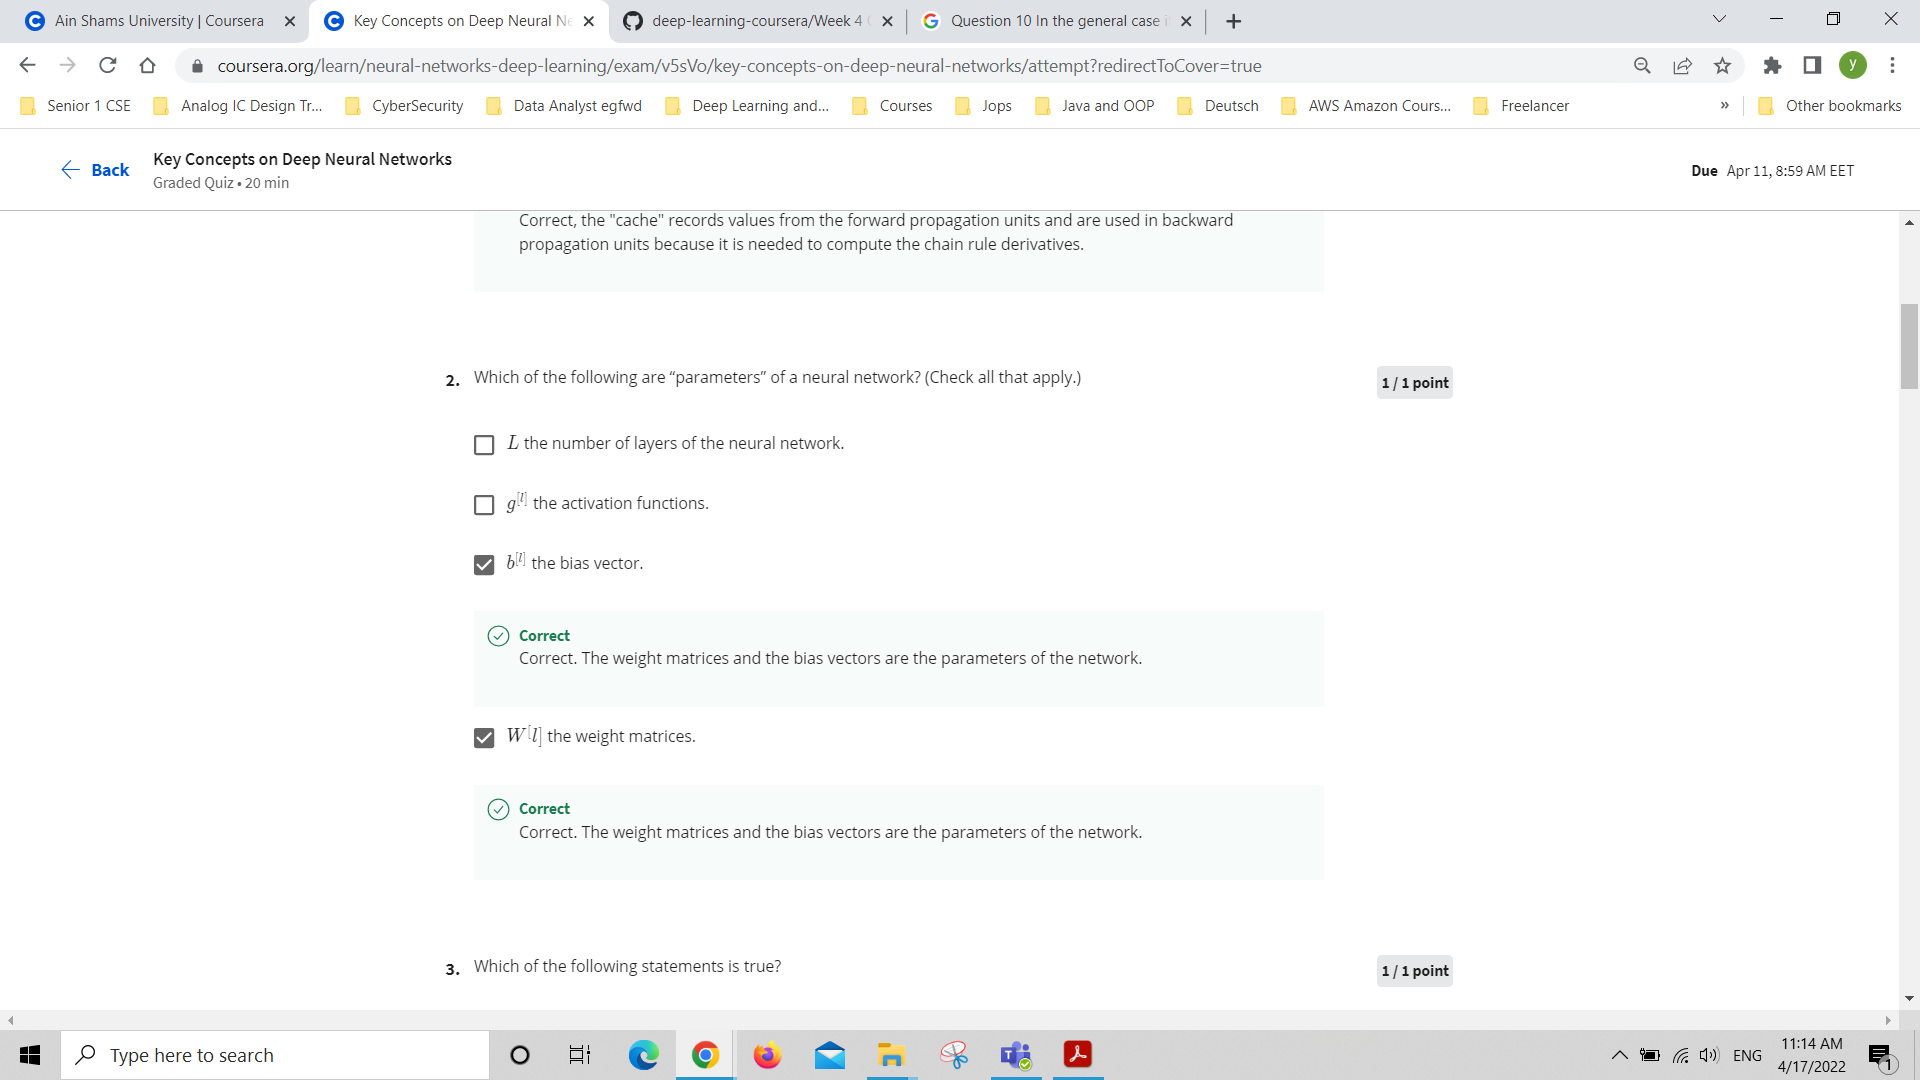 Ain Shams University | Coursera
Key Concepts on Deep Neural Ne
deep-learning-coursera/Week 4
Question 10 In the general case i
coursera.org/learn/neural-networks-deep-learning/exam/v5sVo/key-concepts-on-deep-neural-networks/attempt?redirectToCover=true
y
Senior 1 CSE
Analog IC Design Tr...
CyberSecurity
Data Analyst egfwd
Deep Learning and...
Courses
Jops
Java and OOP
Deutsch
AWS Amazon Cours...
Freelancer
»
Other bookmarks
Back
Key Concepts on Deep Neural Networks
Graded Quiz • 20 min
Due Apr 11, 8:59 AM EET
Correct, the "cache" records values from the forward propagation units and are used in backward
propagation units because it is needed to compute the chain rule derivatives.
2. Which of the following are “parameters” of a neural network? (Check all that apply.)
1 / 1 point
L the number of layers of the neural network.
g^[l] the activation functions.
b^[l] the bias vector.
Correct
Correct. The weight matrices and the bias vectors are the parameters of the network.
W^[l] the weight matrices.
Correct
Correct. The weight matrices and the bias vectors are the parameters of the network.
3. Which of the following statements is true?
1 / 1 point
Type here to search
ENG
11:14 AM
4/17/2022
1